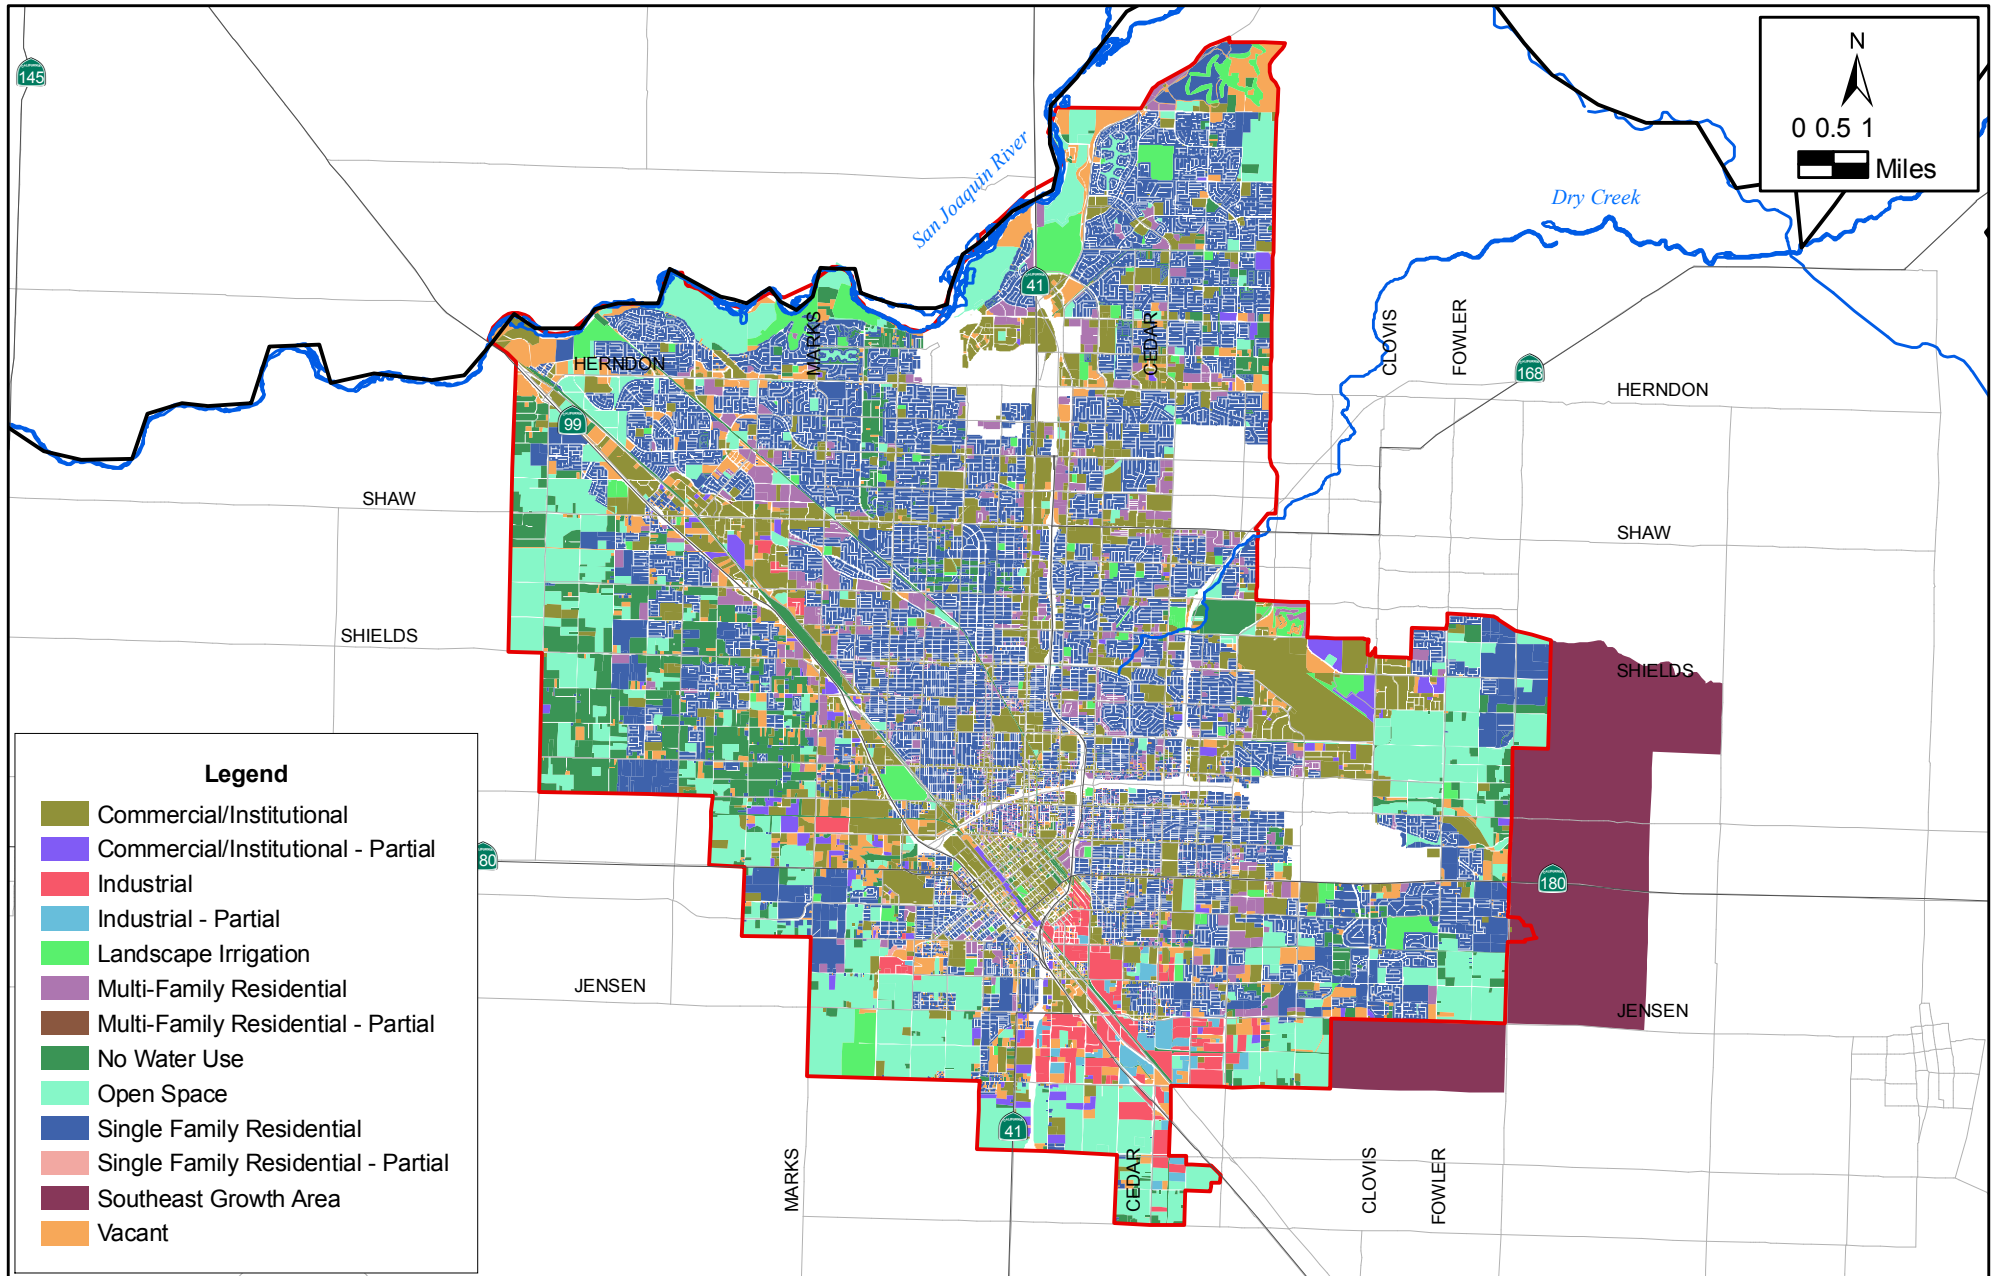 145
N
0 0.5 1
Miles
San Joaquin River
Dry Creek
41
MARKS
CEDAR
CLOVIS
FOWLER
168
HERNDON
HERNDON
99
SHAW
SHAW
SHIELDS
SHIELDS
180
180
JENSEN
JENSEN
41
MARKS
CEDAR
CLOVIS
FOWLER
Legend
Commercial/Institutional
Commercial/Institutional - Partial
Industrial
Industrial - Partial
Landscape Irrigation
Multi-Family Residential
Multi-Family Residential - Partial
No Water Use
Open Space
Single Family Residential
Single Family Residential - Partial
Southeast Growth Area
Vacant